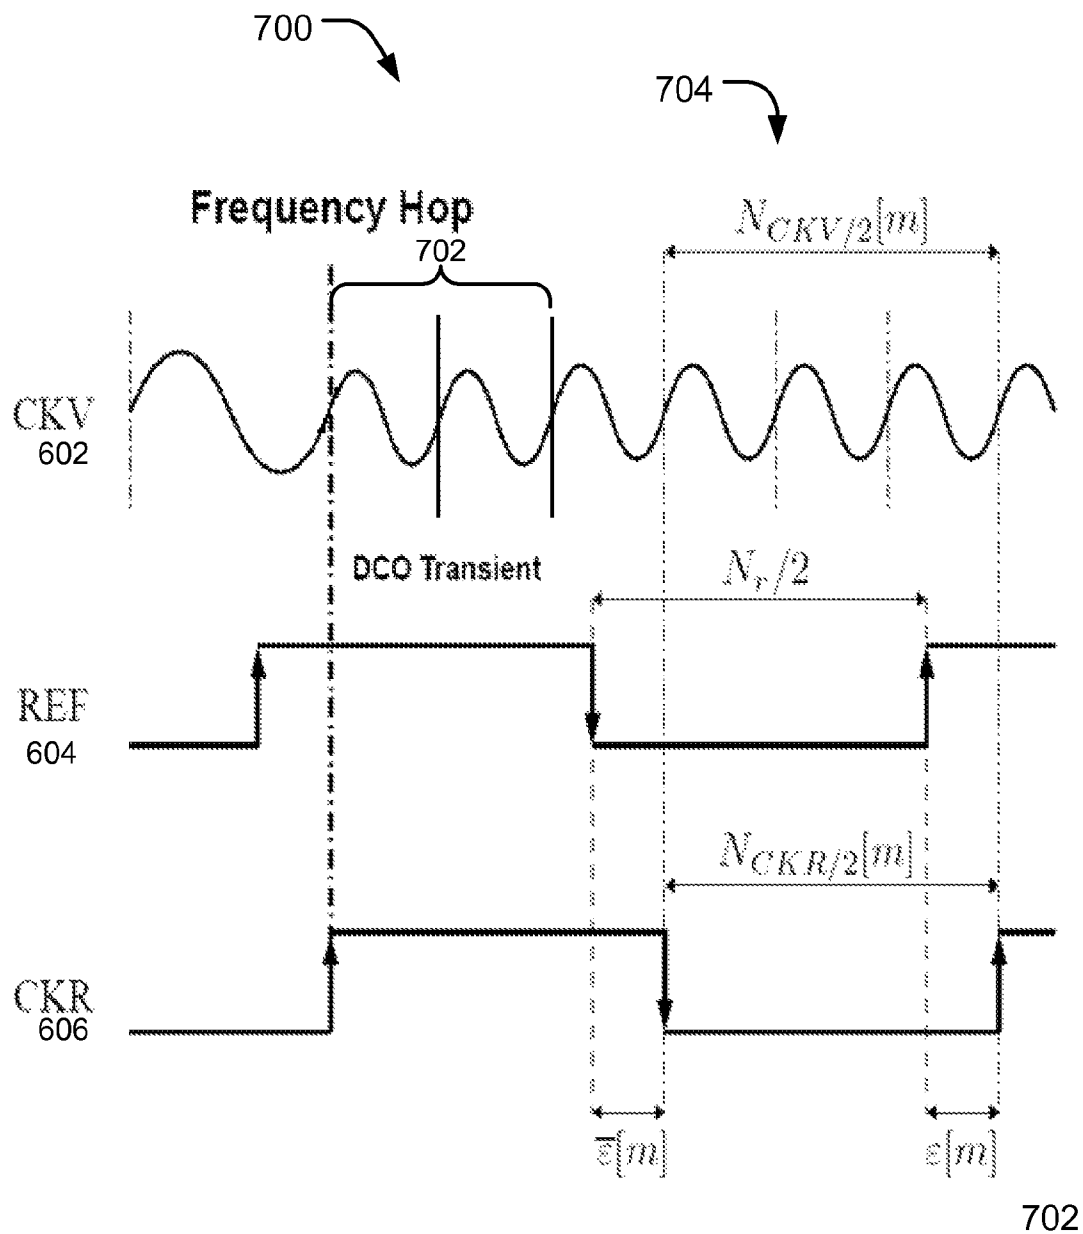 700
704
Frequency Hop
702
N_{CKV/2}[m]
CKV
602
DCO Transient
N_r/2
REF
604
N_{CKR/2}[m]
CKR
606
ε̅[m]
ε[m]
702